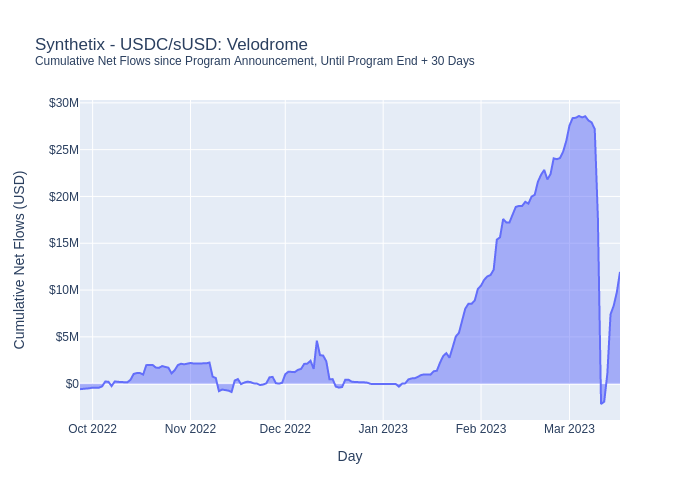 Synthetix - USDC/sUSD: Velodrome
Cumulative Net Flows since Program Announcement, Until Program End + 30 Days
Cumulative Net Flows (USD)
$30M
$25M
$20M
$15M
$10M
$5M
$0
Oct 2022
Nov 2022
Dec 2022
Jan 2023
Feb 2023
Mar 2023
Day